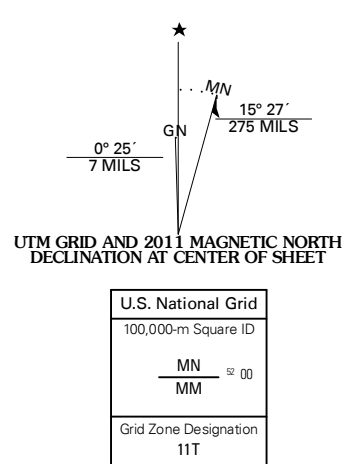 ★
MN
GN
15° 27´
275 MILS
0° 25´
7 MILS
UTM GRID AND 2011 MAGNETIC NORTH
DECLINATION AT CENTER OF SHEET
U.S. National Grid
100,000-m Square ID
MN
MM
52 00
Grid Zone Designation
11T